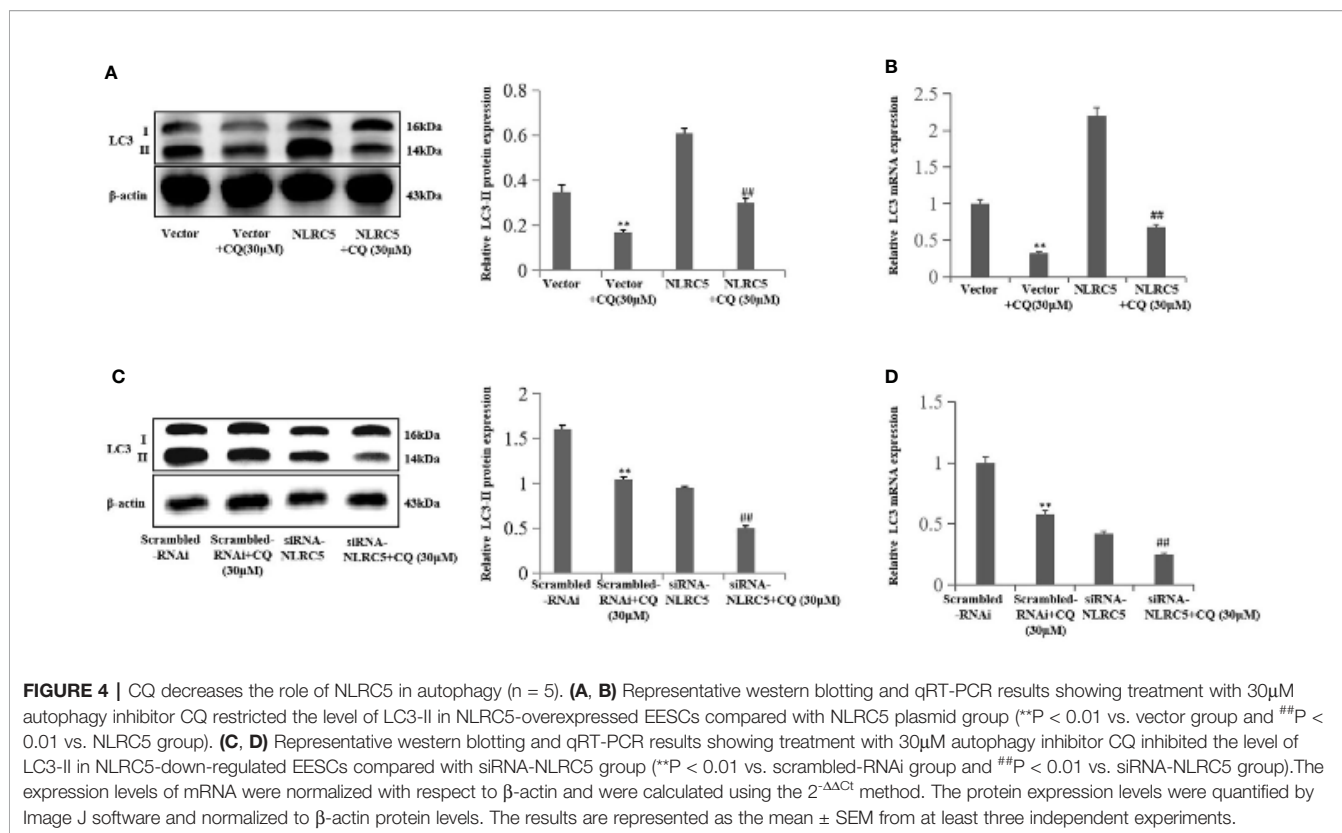 A
LC3
I
II
β-actin
16kDa
14kDa
43kDa
Vector
Vector
+CQ(30μM)
NLRC5
NLRC5
+CQ (30μM)
Relative LC3-II protein expression
0.8
0.6
0.4
0.2
0
**
##
Vector
Vector
+CQ(30μM)
NLRC5
NLRC5
+CQ (30μM)
B
Relative LC3 mRNA expression
2.5
2
1.5
1
0.5
0
**
##
Vector
Vector
+CQ(30μM)
NLRC5
NLRC5
+CQ (30μM)
C
LC3
I
II
β-actin
16kDa
14kDa
43kDa
Scrambled
-RNAi
Scrambled-
RNAi+CQ
(30μM)
siRNA-
NLRC5
siRNA-
NLRC5+CQ (30μM)
Relative LC3-II protein expression
2
1.5
1
0.5
0
**
##
Scrambled
-RNAi
Scrambled-
RNAi+CQ
(30μM)
siRNA-
NLRC5
siRNA-
NLRC5+CQ (30μM)
D
Relative LC3 mRNA expression
1.5
1
0.5
0
**
##
Scrambled
-RNAi
Scrambled-
RNAi+CQ
(30μM)
siRNA-
NLRC5
siRNA-
NLRC5+CQ (30μM)
FIGURE 4 | CQ decreases the role of NLRC5 in autophagy (n = 5). (A, B) Representative western blotting and qRT-PCR results showing treatment with 30μM
autophagy inhibitor CQ restricted the level of LC3-II in NLRC5-overexpressed EESCs compared with NLRC5 plasmid group (**P < 0.01 vs. vector group and ##P <
0.01 vs. NLRC5 group). (C, D) Representative western blotting and qRT-PCR results showing treatment with 30μM autophagy inhibitor CQ inhibited the level of
LC3-II in NLRC5-down-regulated EESCs compared with siRNA-NLRC5 group (**P < 0.01 vs. scrambled-RNAi group and ##P < 0.01 vs. siRNA-NLRC5 group).The
expression levels of mRNA were normalized with respect to β-actin and were calculated using the 2-ΔΔCt method. The protein expression levels were quantified by
Image J software and normalized to β-actin protein levels. The results are represented as the mean ± SEM from at least three independent experiments.